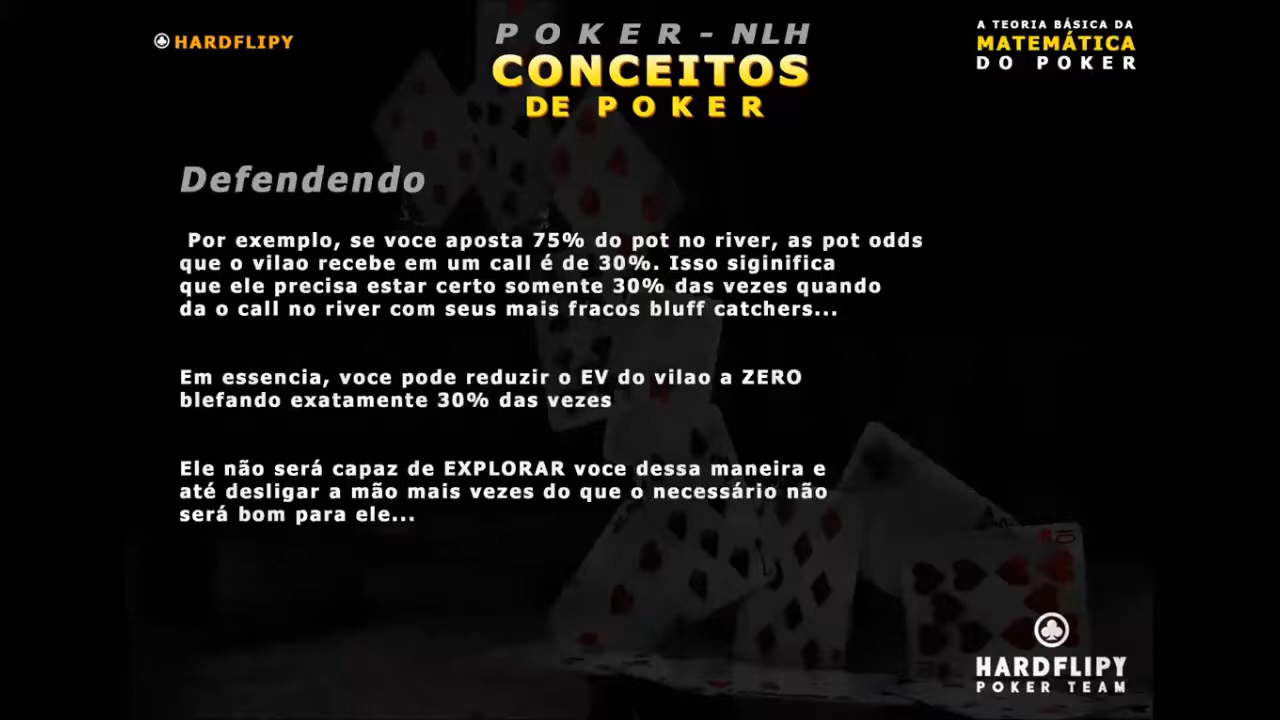 HARDFLIPY
POKER - NLH
CONCEITOS
DE POKER
A TEORIA BÁSICA DA
MATEMÁTICA
DO POKER
Defendendo
Por exemplo, se voce aposta 75% do pot no river, as pot odds
que o vilao recebe em um call é de 30%. Isso siginifica
que ele precisa estar certo somente 30% das vezes quando
da o call no river com seus mais fracos bluff catchers...
Em essencia, voce pode reduzir o EV do vilao a ZERO
blefando exatamente 30% das vezes
Ele não será capaz de EXPLORAR voce dessa maneira e
até desligar a mão mais vezes do que o necessário não
será bom para ele...
10
HARDFLIPY
POKER TEAM